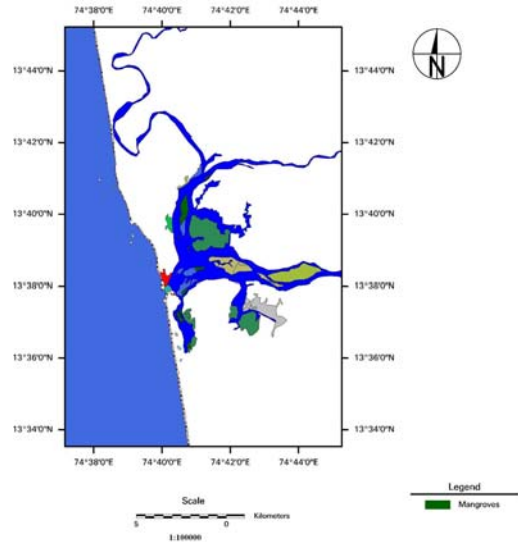 74°38'0"E 74°40'0"E 74°42'0"E 74°44'0"E
13°44'0"N 13°44'0"N
N
13°42'0"N 13°42'0"N
13°40'0"N 13°40'0"N
13°38'0"N 13°38'0"N
13°36'0"N 13°36'0"N
13°34'0"N 13°34'0"N
74°38'0"E 74°40'0"E 74°42'0"E 74°44'0"E
Legend
Mangroves
Scale
Kilometers
5 0
1:100000